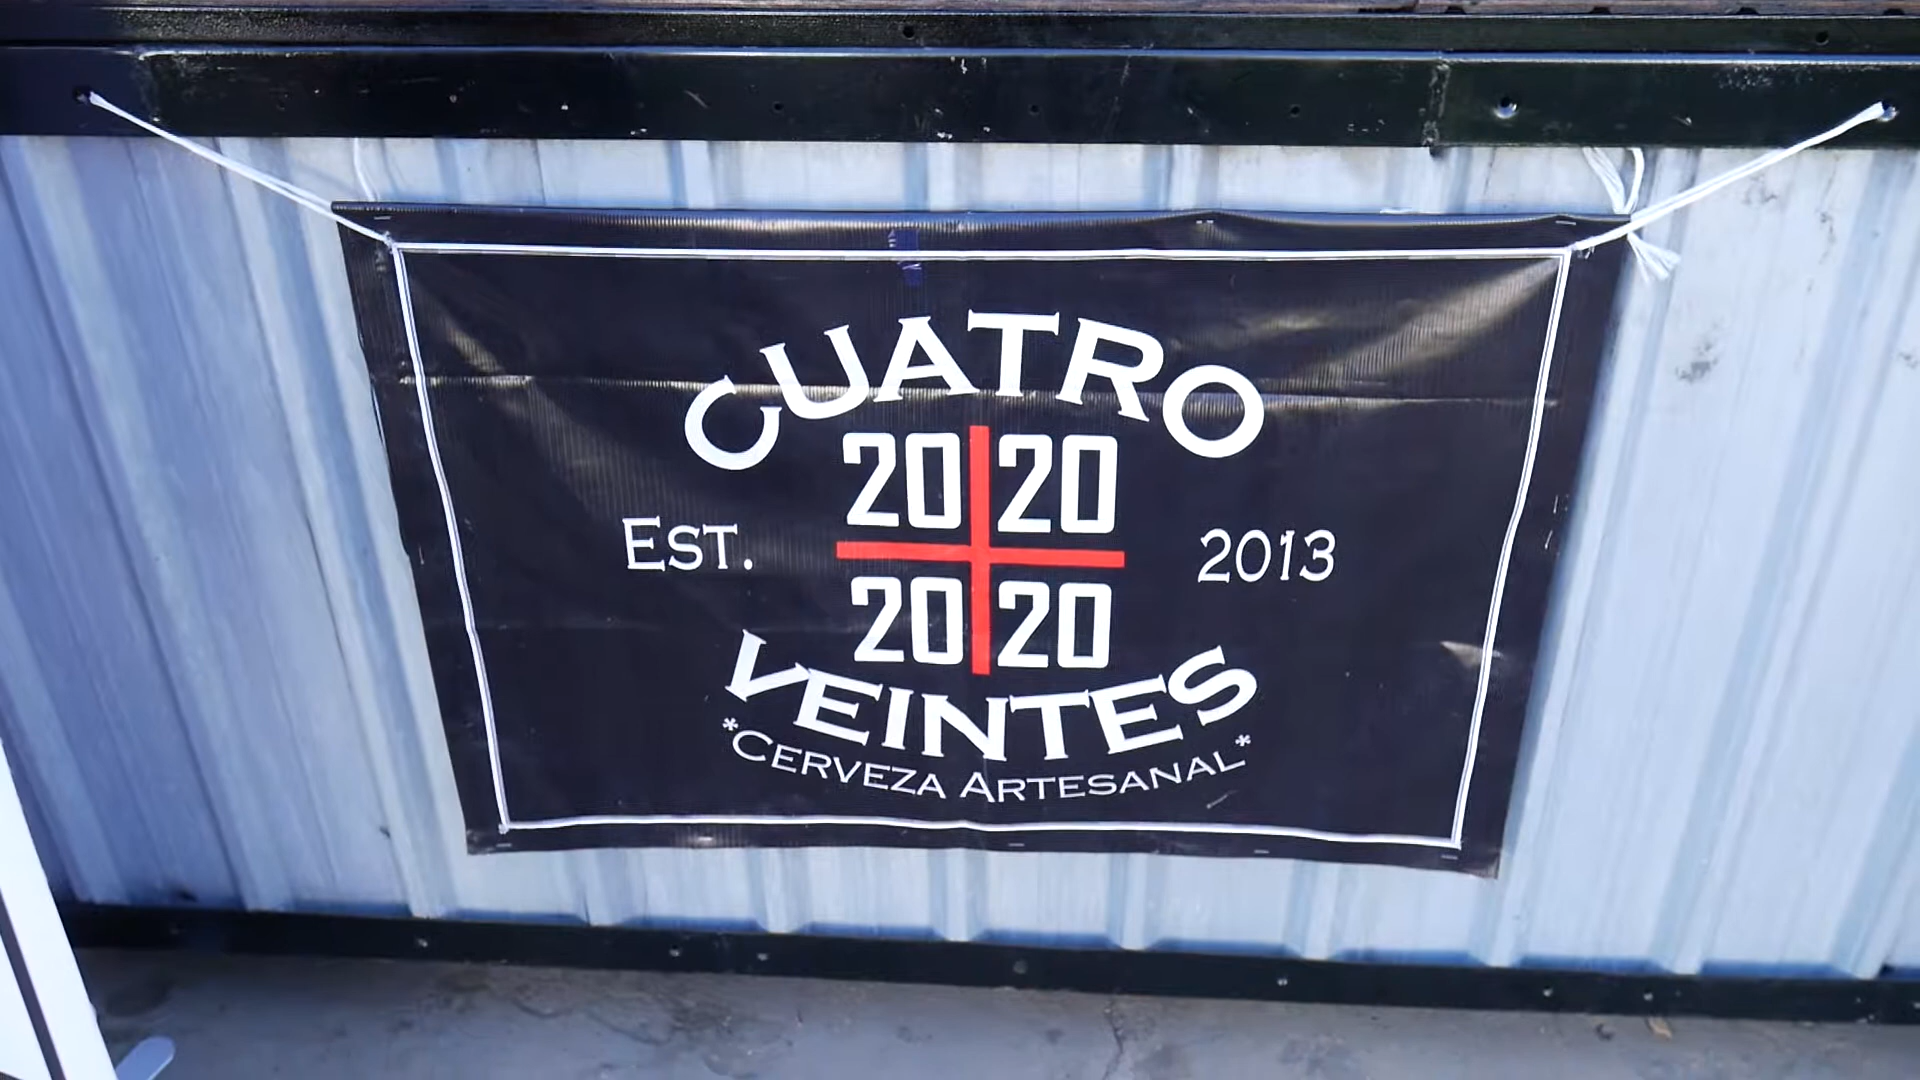 CUATRO
20 20
EST. 2013
20 20
VEINTES
*CERVEZA ARTESANAL*